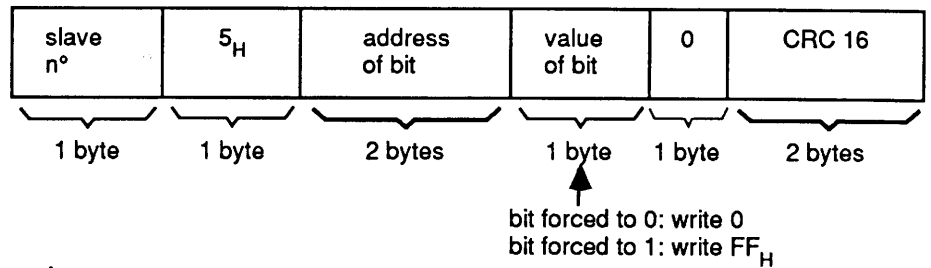 slave n° 5H address of bit value of bit 0 CRC 16
1 byte 1 byte 2 bytes 1 byte 1 byte 2 bytes
bit forced to 0: write 0
bit forced to 1: write FFH